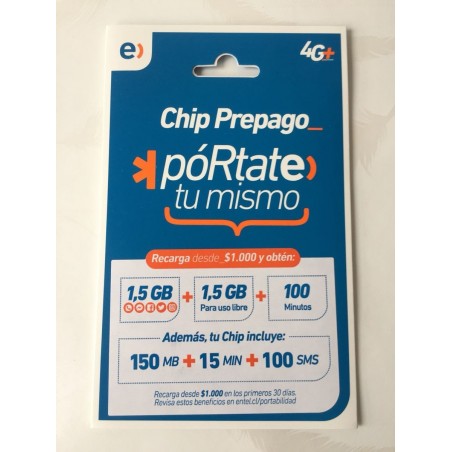 e)
4G+
Chip Prepago_
póRtate)
tu mismo
Recarga desde_$1.000 y obtén:
1,5 GB + 1,5 GB + 100
Para uso libre Minutos
Además, tu Chip incluye:
150 MB + 15 MIN + 100 SMS
Recarga desde $1.000 en los primeros 30 días.
Revisa estos beneficios en entel.cl/portabilidad